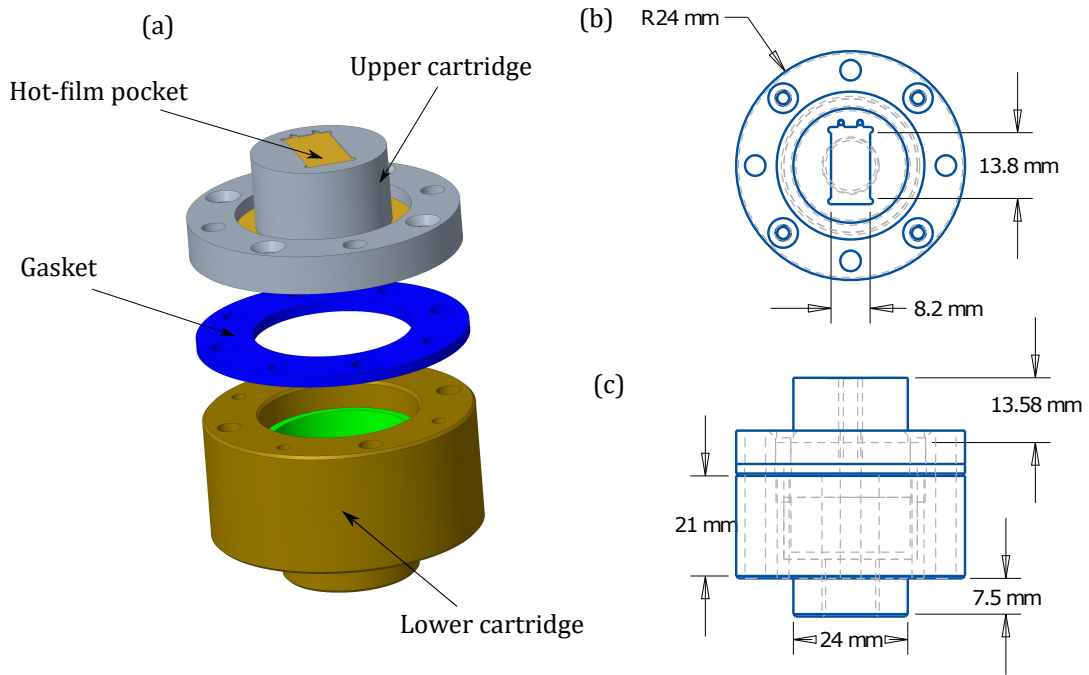 (a)
Upper cartridge
Hot-film pocket
Gasket
Lower cartridge
(b)
R24 mm
13.8 mm
8.2 mm
(c)
13.58 mm
21 mm
7.5 mm
24 mm